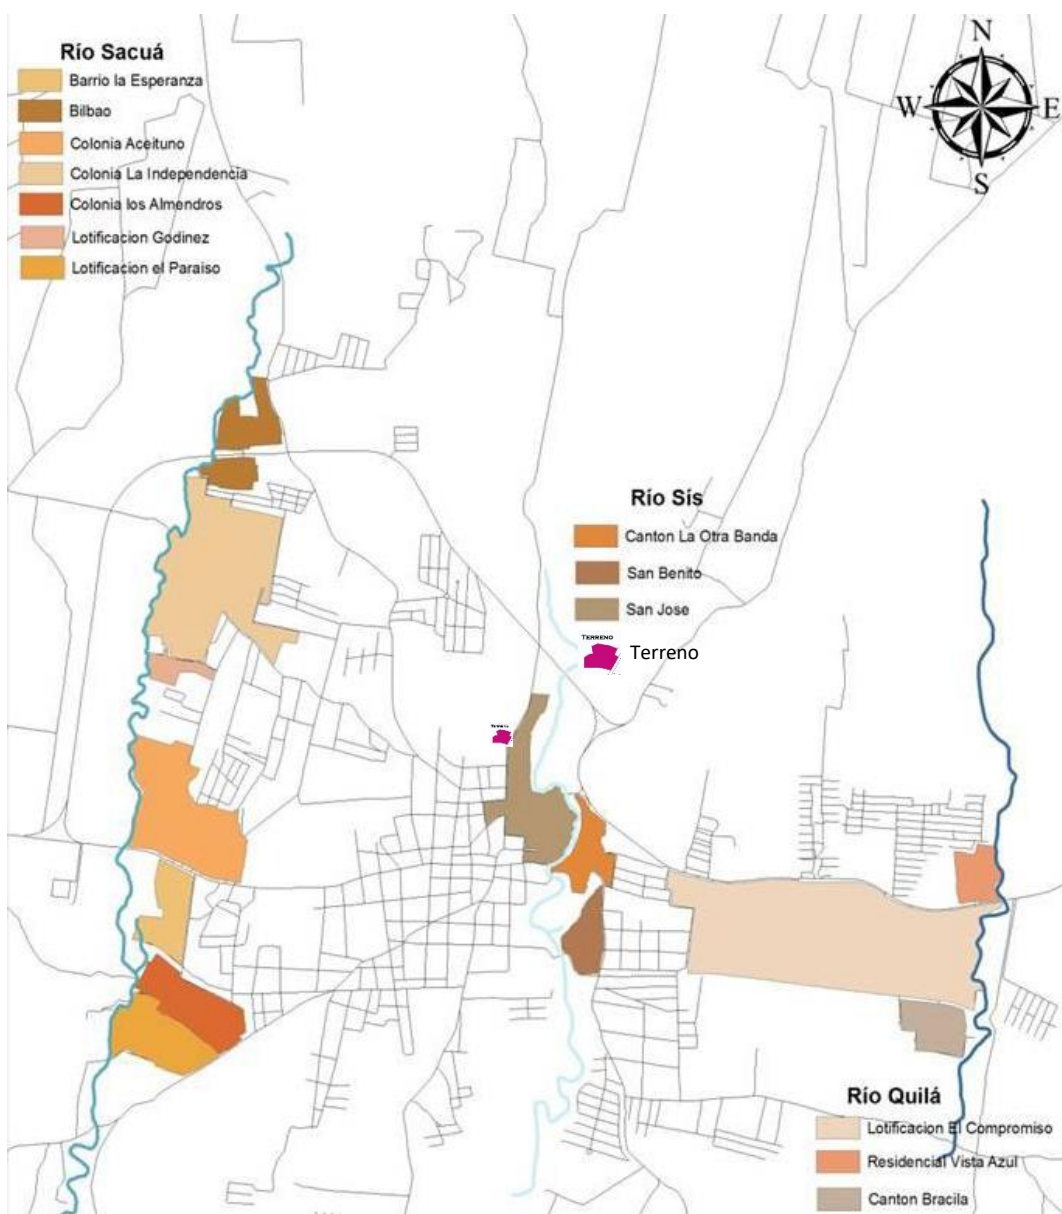 Río Sacuá
Barrio la Esperanza
Bilbao
Colonia Aceituno
Colonia La Independencia
Colonia los Almendros
Lotificacion Godinez
Lotificacion el Paraiso
N
W
E
S
Río Sís
Canton La Otra Banda
San Benito
San Jose
TERRENO
Terreno
Río Quilá
Lotificacion El Compromiso
Residencial Vista Azul
Canton Bracila